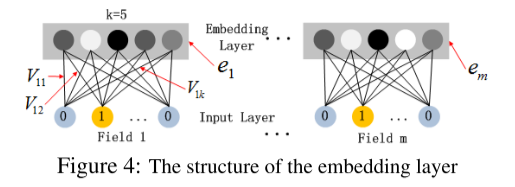 k=5
Embedding Layer ...
V11
V12
V1k
e1
em
0 1 ... 0 Input Layer 0 1 ... 0
Field 1 ... Field m
Figure 4: The structure of the embedding layer